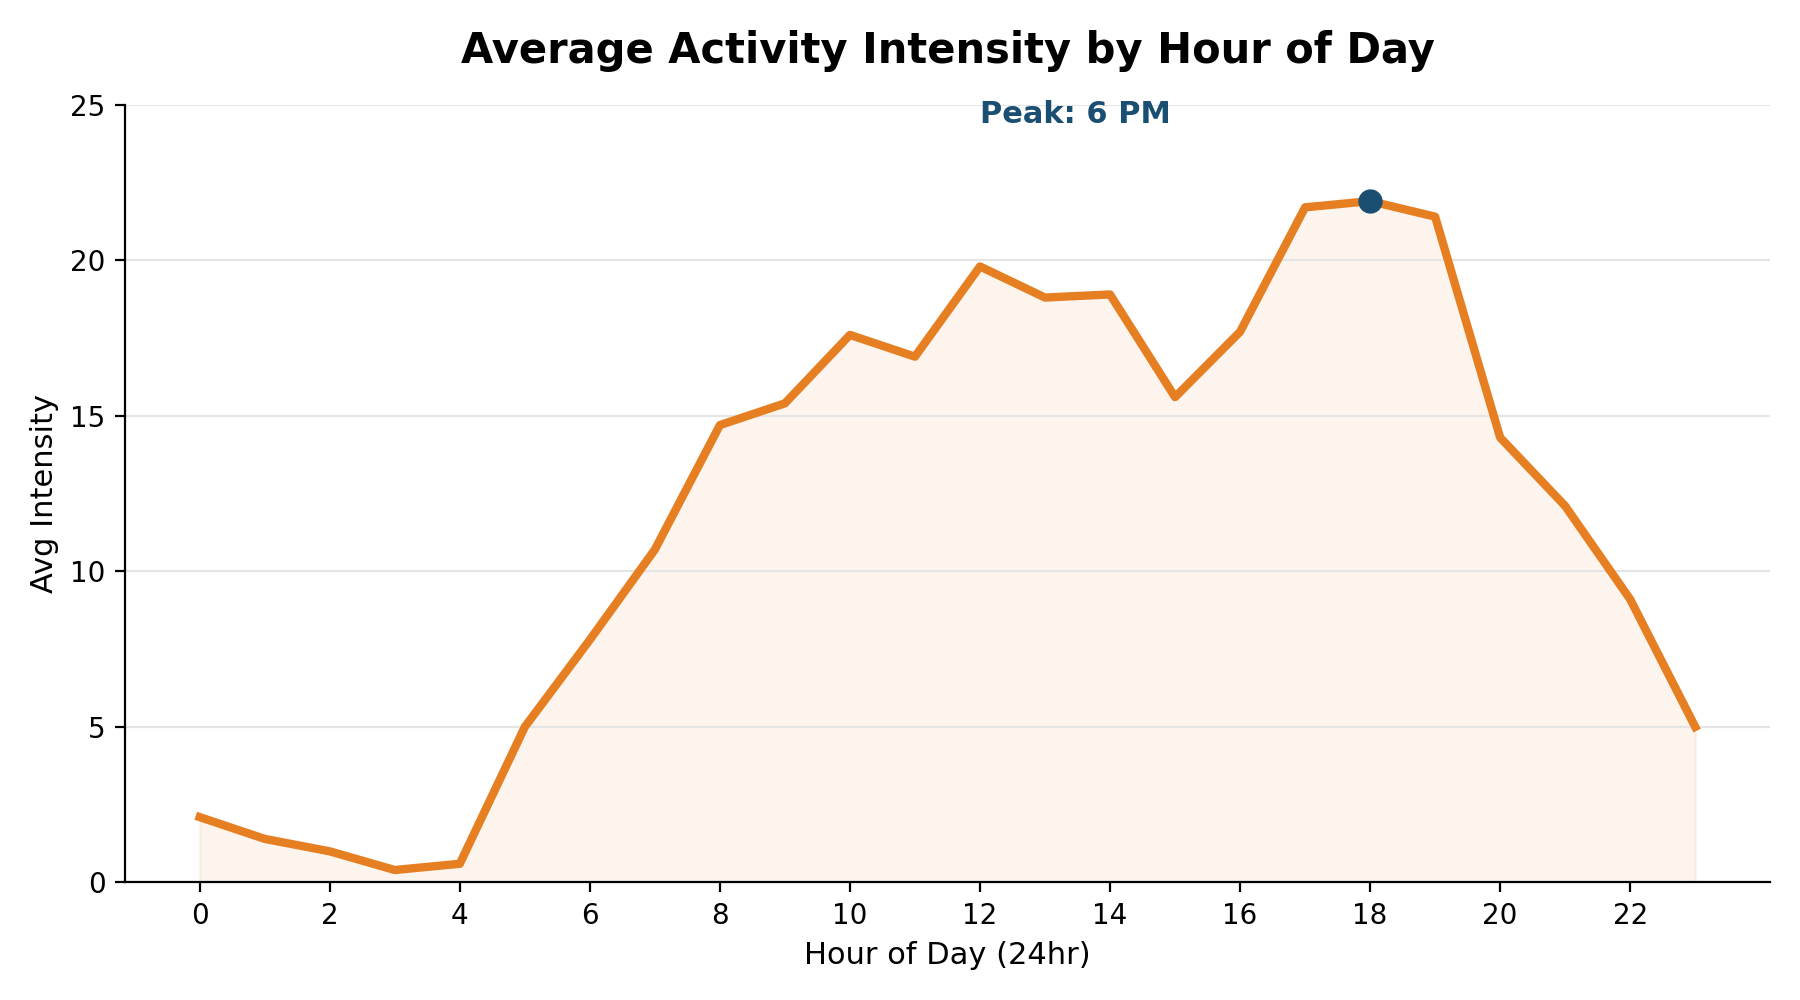 Average Activity Intensity by Hour of Day
Peak: 6 PM
25
20
15
10
5
0
Avg Intensity
0 2 4 6 8 10 12 14 16 18 20 22
Hour of Day (24hr)